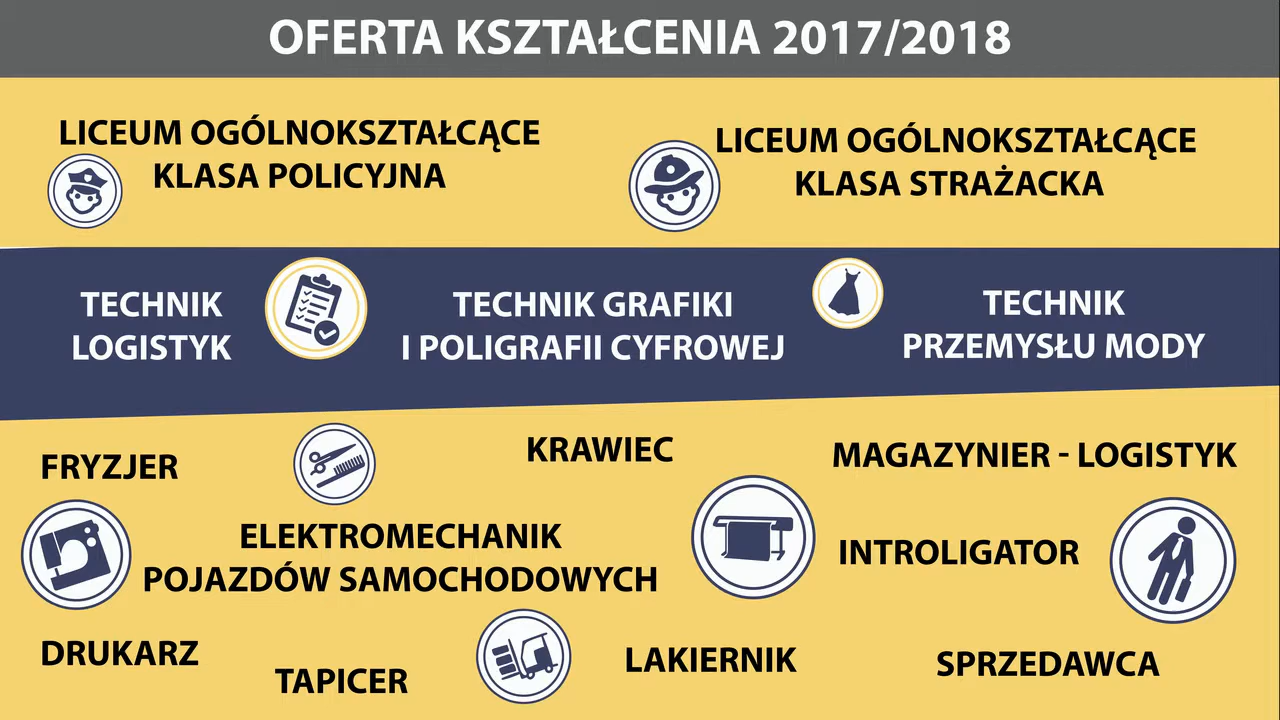 OFERTA KSZTAŁCENIA 2017/2018
LICEUM OGÓLNOKSZTAŁCĄCE
KLASA POLICYJNA
LICEUM OGÓLNOKSZTAŁCĄCE
KLASA STRAŻACKA
TECHNIK
LOGISTYK
TECHNIK GRAFIKI
I POLIGRAFII CYFROWEJ
TECHNIK
PRZEMYSŁU MODY
FRYZJER
KRAWIEC
MAGAZYNIER - LOGISTYK
ELEKTROMECHANIK
POJAZDÓW SAMOCHODOWYCH
INTROLIGATOR
DRUKARZ
TAPICER
LAKIERNIK
SPRZEDAWCA